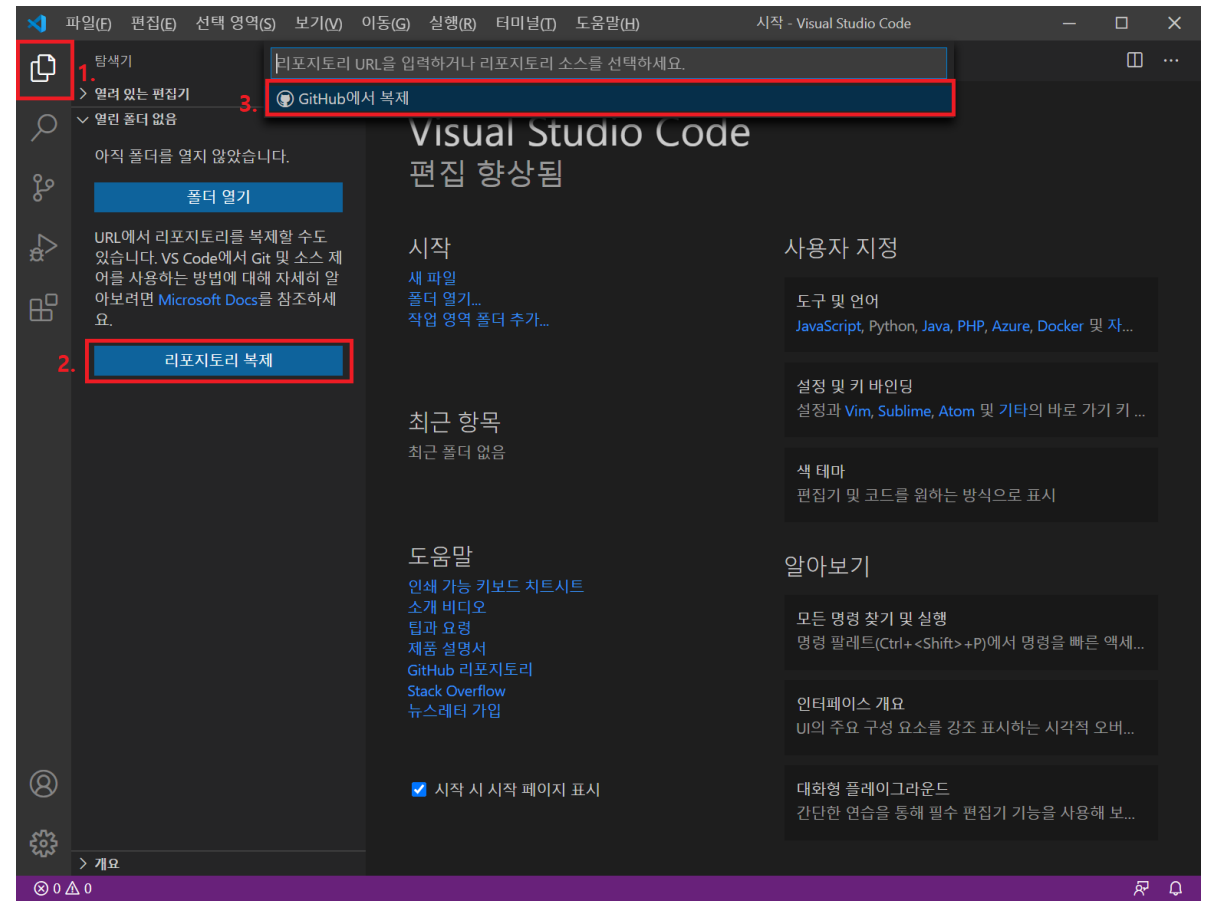 파일(F) 편집(E) 선택 영역(S) 보기(V) 이동(G) 실행(R) 터미널(T) 도움말(H) 시작 - Visual Studio Code
1.
탐색기
리포지토리 URL을 입력하거나 리포지토리 소스를 선택하세요.
열려 있는 편집기
3.
GitHub에서 복제
열린 폴더 없음
아직 폴더를 열지 않았습니다.
폴더 열기
URL에서 리포지토리를 복제할 수도
있습니다. VS Code에서 Git 및 소스 제
어를 사용하는 방법에 대해 자세히 알
아보려면 Microsoft Docs를 참조하세
요.
2.
리포지토리 복제
개요
Visual Studio Code
편집 향상됨
시작
새 파일
폴더 열기...
작업 영역 폴더 추가...
최근 항목
최근 폴더 없음
도움말
인쇄 가능 키보드 치트시트
소개 비디오
팁과 요령
제품 설명서
GitHub 리포지토리
Stack Overflow
뉴스레터 가입
시작 시 시작 페이지 표시
사용자 지정
도구 및 언어
JavaScript, Python, Java, PHP, Azure, Docker 및 자...
설정 및 키 바인딩
설정과 Vim, Sublime, Atom 및 기타의 바로 가기 키 ...
색 테마
편집기 및 코드를 원하는 방식으로 표시
알아보기
모든 명령 찾기 및 실행
명령 팔레트(Ctrl+<Shift>+P)에서 명령을 빠른 액세...
인터페이스 개요
UI의 주요 구성 요소를 강조 표시하는 시각적 오버...
대화형 플레이그라운드
간단한 연습을 통해 필수 편집기 기능을 사용해 보...
0 0